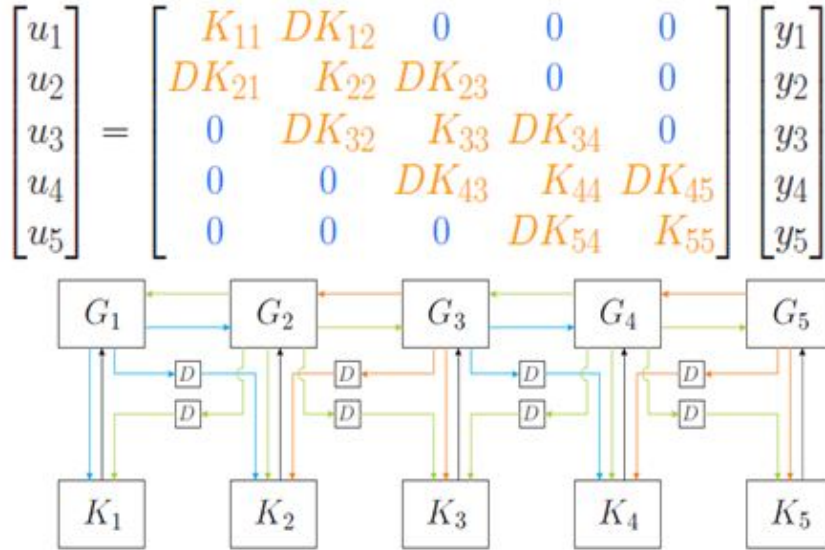 u1 K11 DK12 0 0 0 y1
u2 DK21 K22 DK23 0 0 y2
u3 = 0 DK32 K33 DK34 0 y3
u4 0 0 DK43 K44 DK45 y4
u5 0 0 0 DK54 K55 y5
G1 G2 G3 G4 G5
D D D D
D D D D
K1 K2 K3 K4 K5